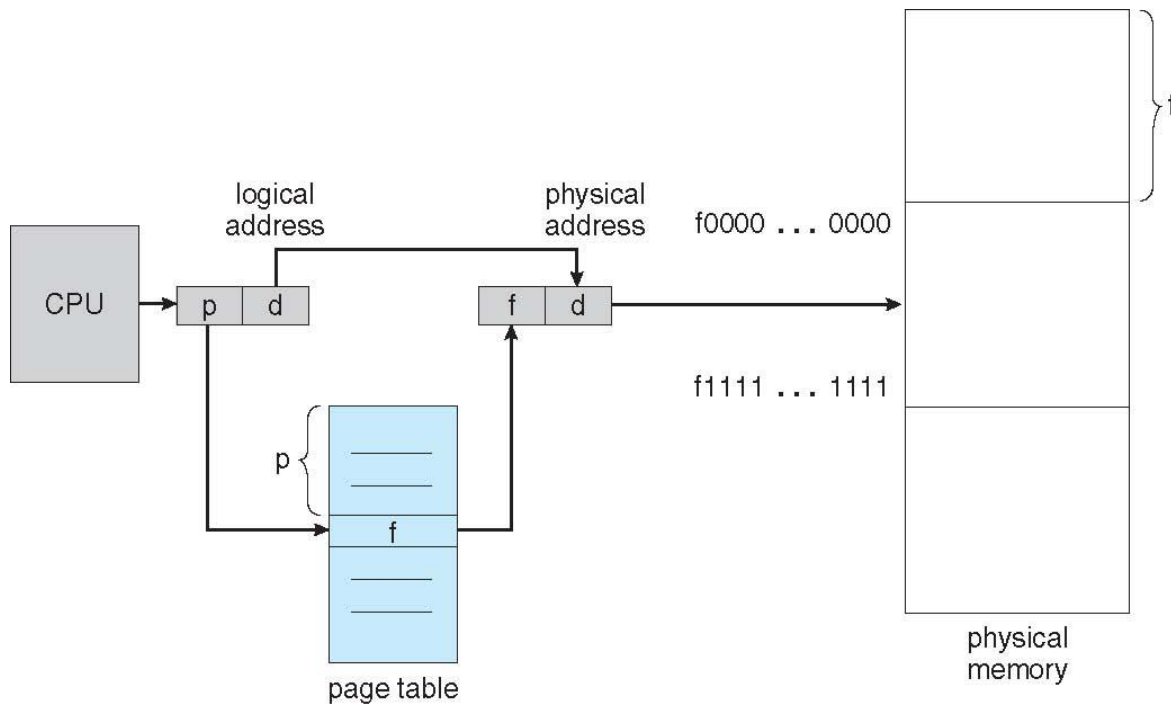 f
logical
address
physical
address
f0000 ... 0000
CPU
p
d
f
d
f1111 ... 1111
p
f
page table
physical
memory